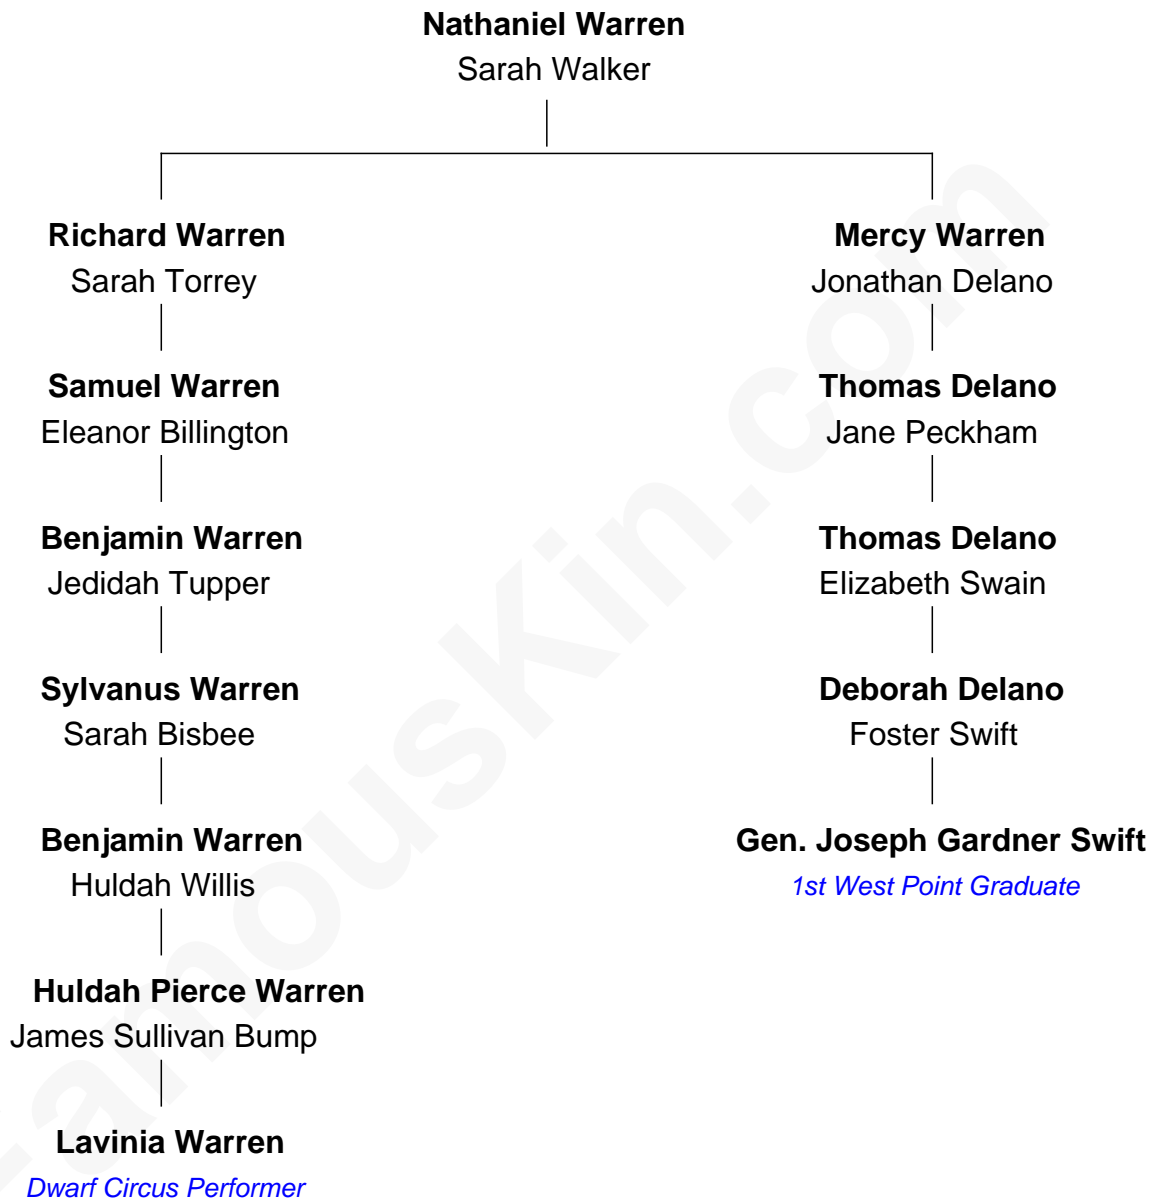 Nathaniel Warren
Sarah Walker
Richard Warren
Sarah Torrey
Mercy Warren
Jonathan Delano
Samuel Warren
Eleanor Billington
Thomas Delano
Jane Peckham
Benjamin Warren
Jedidah Tupper
Thomas Delano
Elizabeth Swain
Sylvanus Warren
Sarah Bisbee
Deborah Delano
Foster Swift
Benjamin Warren
Huldah Willis
Gen. Joseph Gardner Swift
1st West Point Graduate
Huldah Pierce Warren
James Sullivan Bump
Lavinia Warren
Dwarf Circus Performer
FamousKin.com